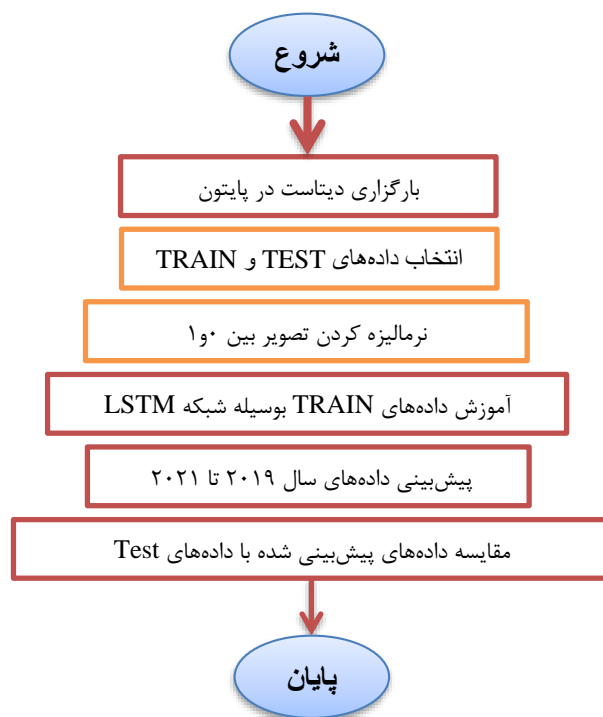 شروع
بارگزاری دیتاست در پایتون
انتخاب داده‌های TEST و TRAIN
نرمالیزه کردن تصویر بین ۰و۱
آموزش داده‌های TRAIN بوسیله شبکه LSTM
پیش‌بینی داده‌های سال ۲۰۱۹ تا ۲۰۲۱
مقایسه داده‌های پیش‌بینی شده با داده‌های Test
پایان